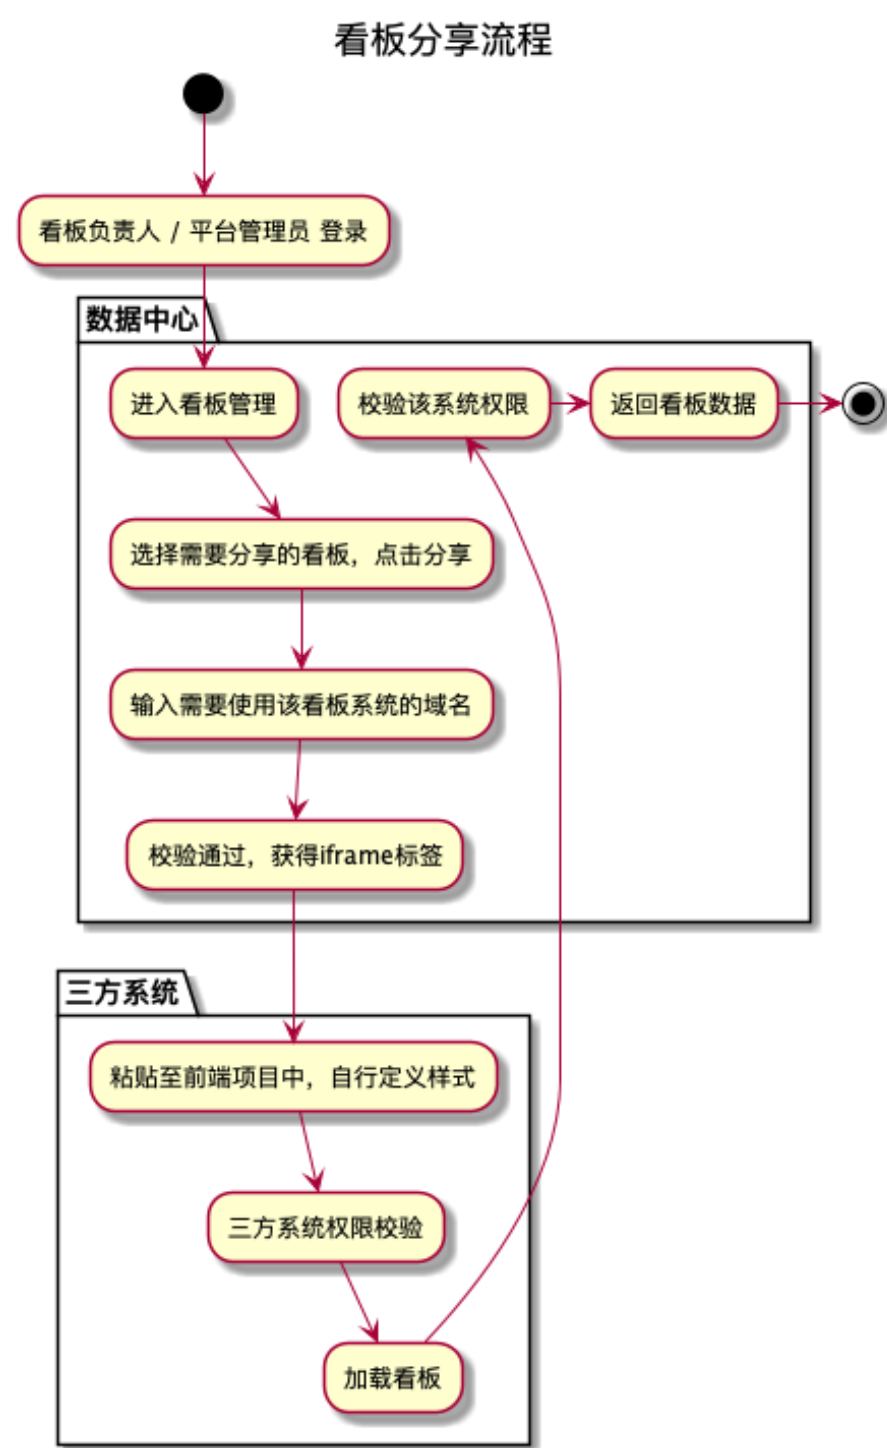 看板分享流程
看板负责人 / 平台管理员 登录
数据中心
进入看板管理
校验该系统权限
返回看板数据
选择需要分享的看板，点击分享
输入需要使用该看板系统的域名
校验通过，获得iframe标签
三方系统
粘贴至前端项目中，自行定义样式
三方系统权限校验
加载看板